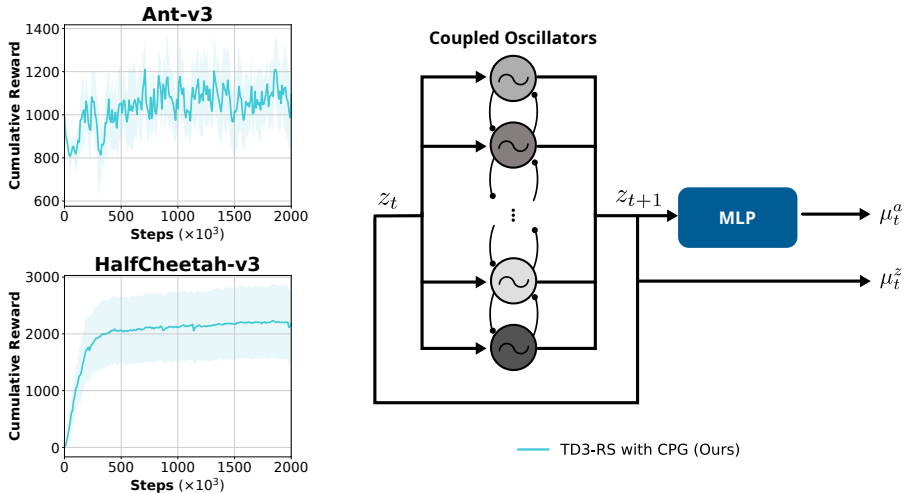 Ant-v3
Cumulative Reward
1400
1200
1000
800
600
0 500 1000 1500 2000
Steps (×10³)
HalfCheetah-v3
Cumulative Reward
3000
2000
1000
0
0 500 1000 1500 2000
Steps (×10³)
Coupled Oscillators
z_t
z_{t+1}
MLP
μ_t^a
μ_t^z
TD3-RS with CPG (Ours)